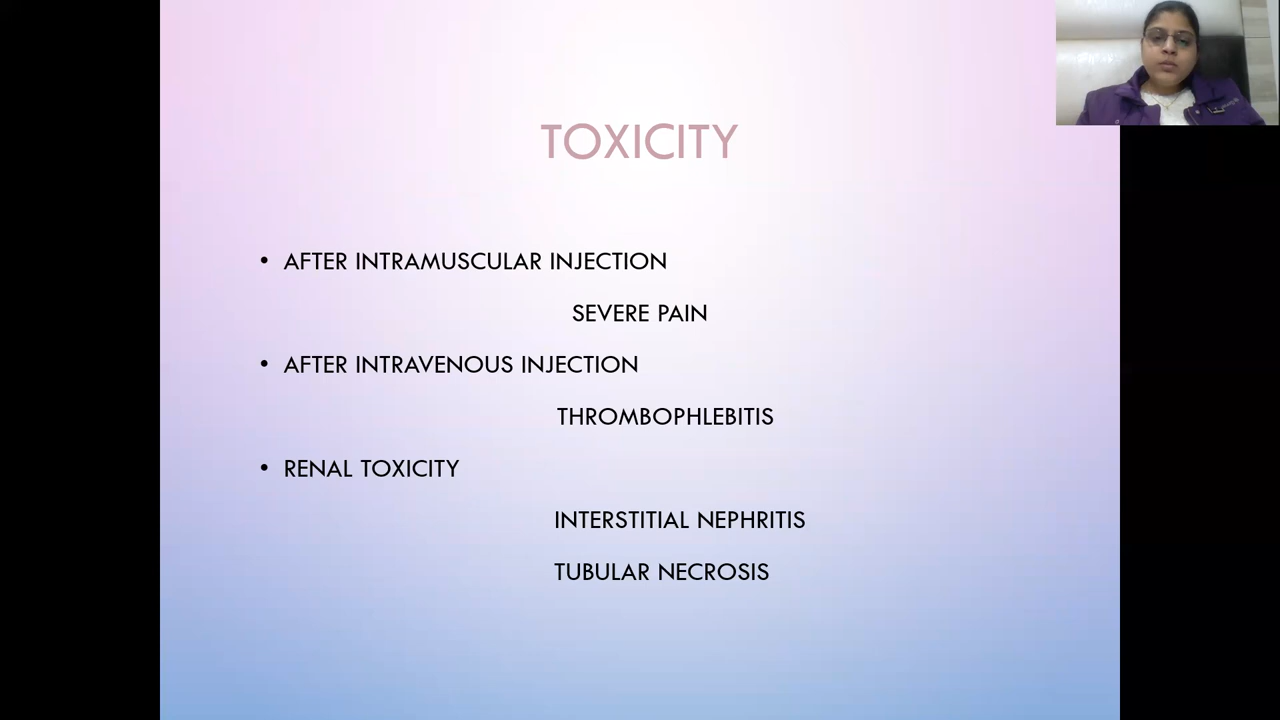 TOXICITY
• AFTER INTRAMUSCULAR INJECTION
SEVERE PAIN
• AFTER INTRAVENOUS INJECTION
THROMBOPHLEBITIS
• RENAL TOXICITY
INTERSTITIAL NEPHRITIS
TUBULAR NECROSIS